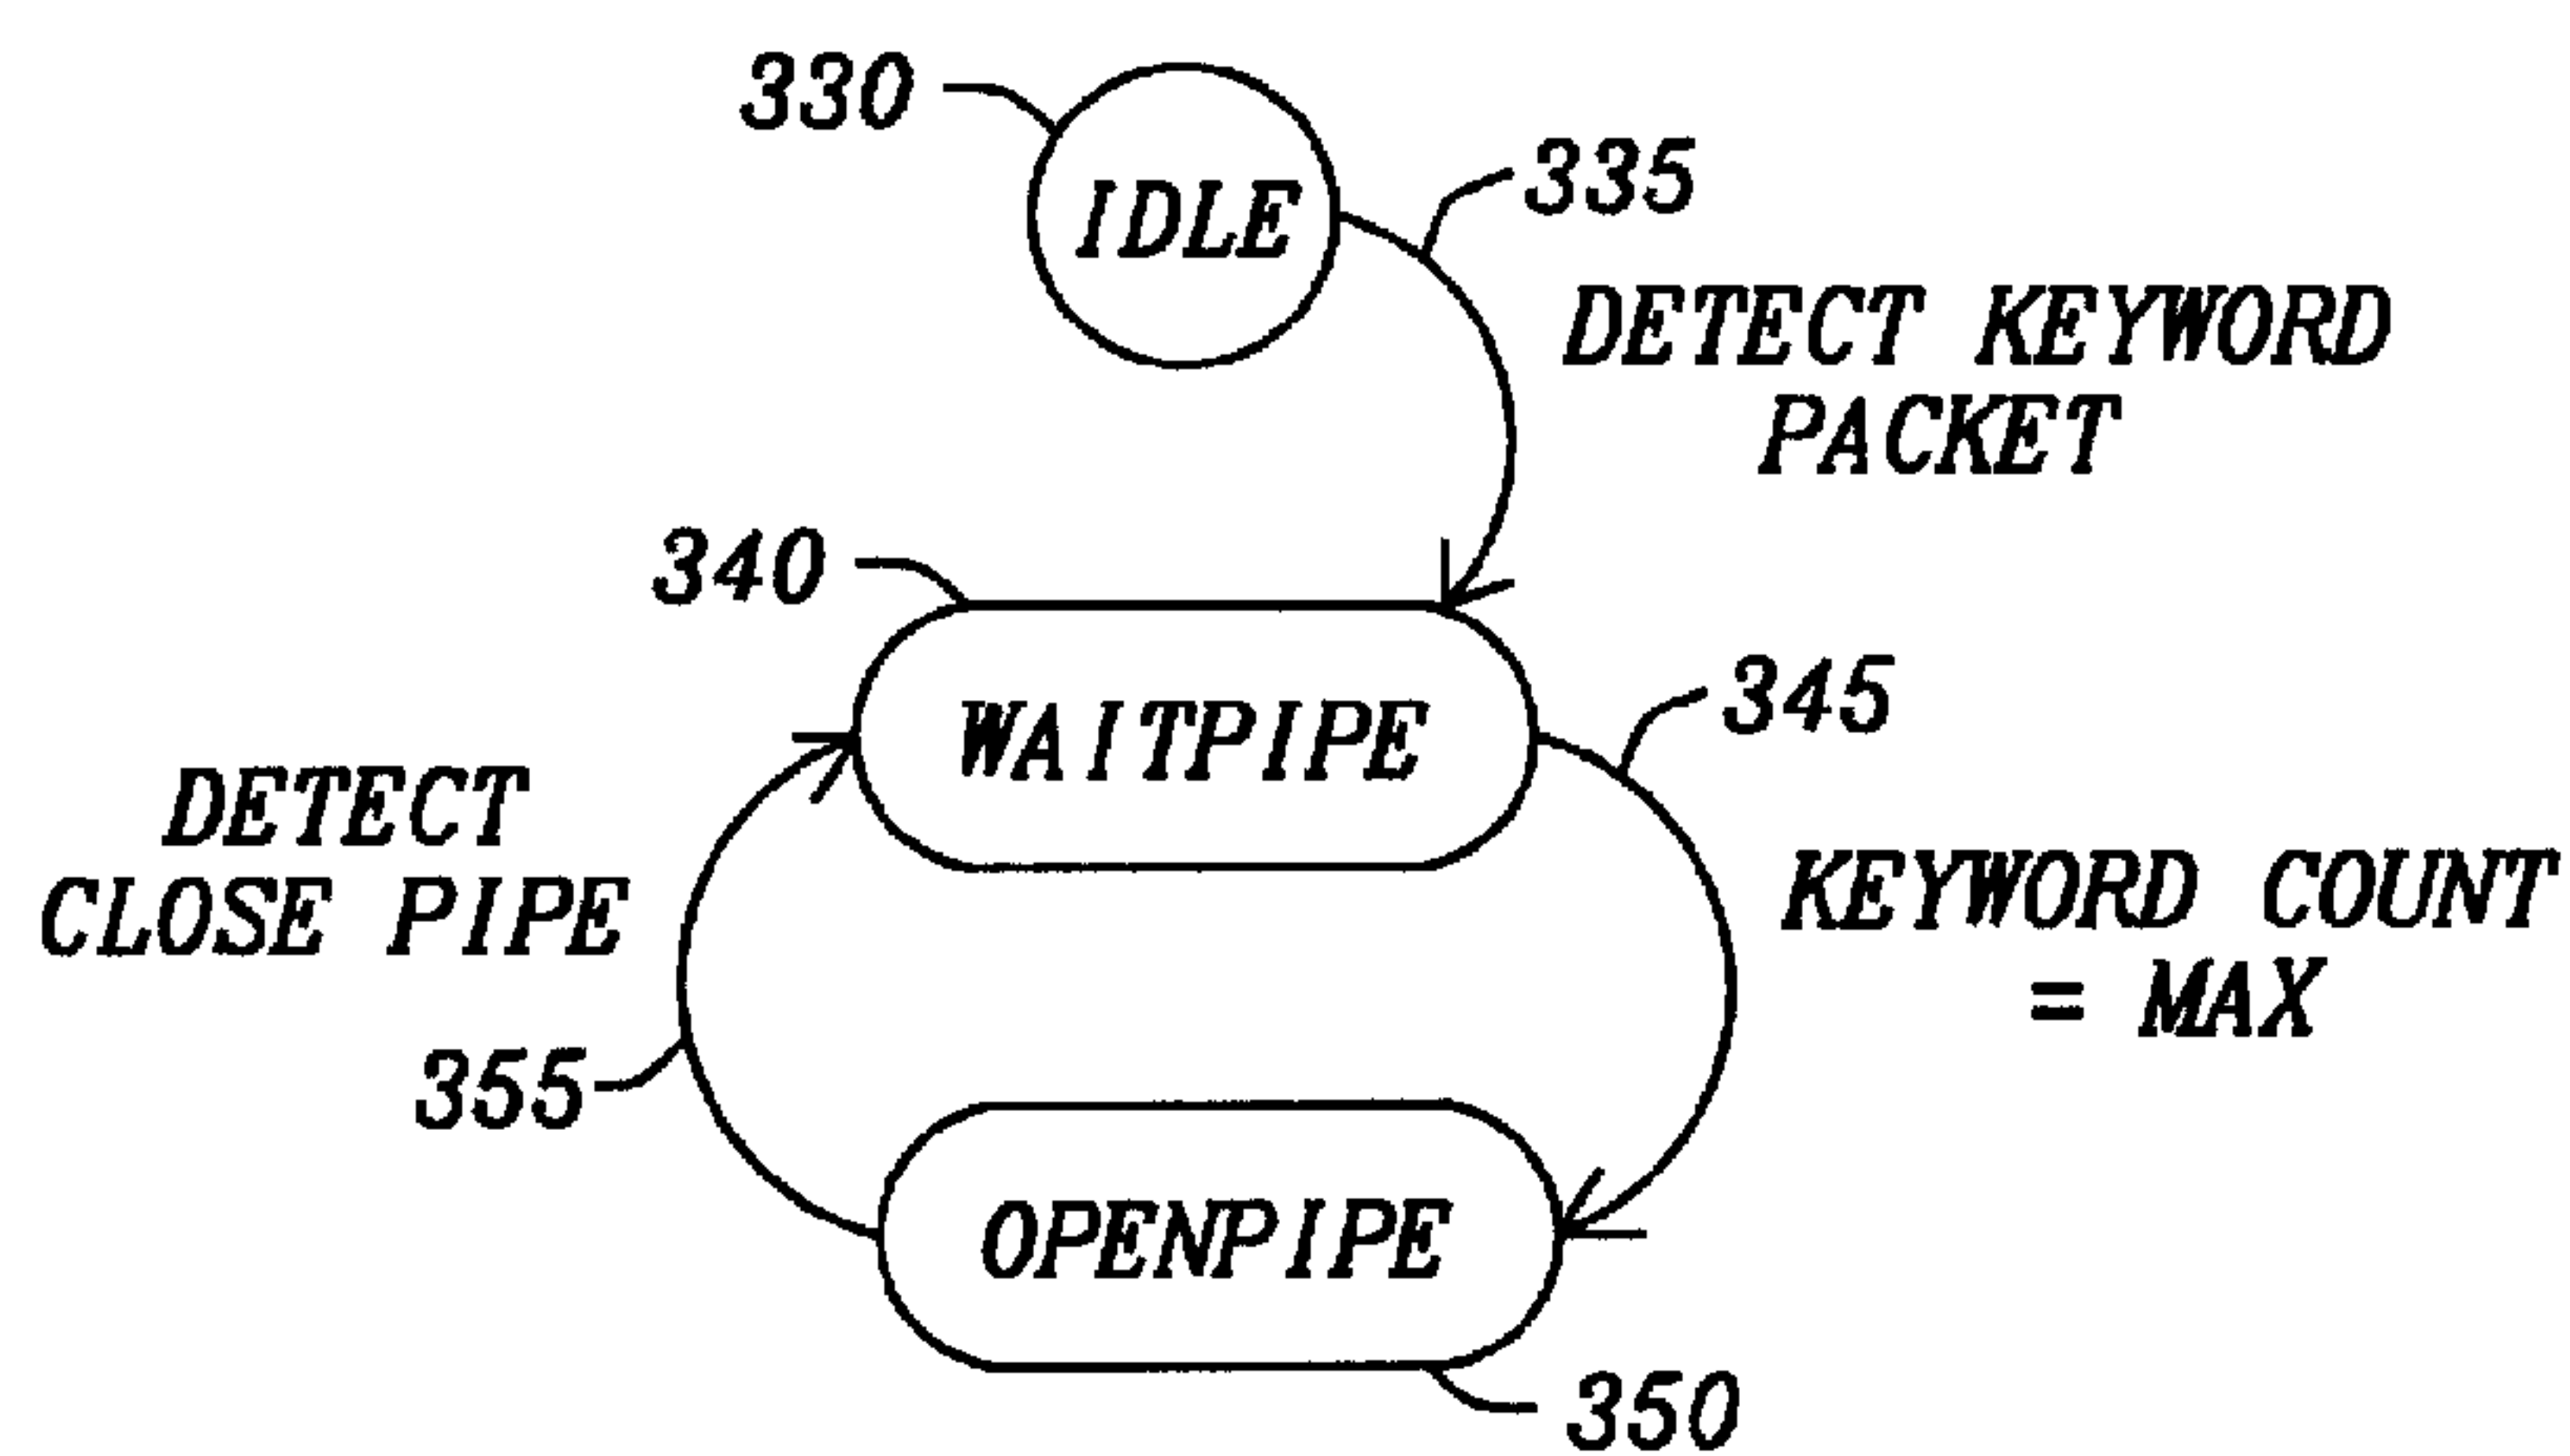 330
IDLE
335
DETECT KEYWORD
PACKET
340
WAITPIPE
345
DETECT
CLOSE PIPE
KEYWORD COUNT
= MAX
355
OPENPIPE
350